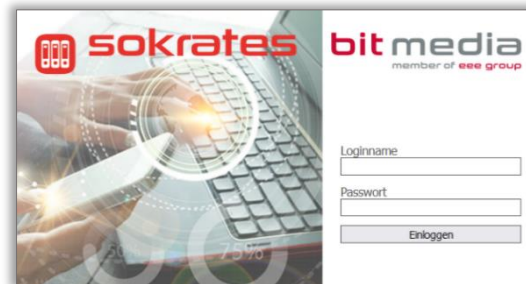 sokrates
bit media
member of eee group
Loginname
Passwort
Einloggen
75%